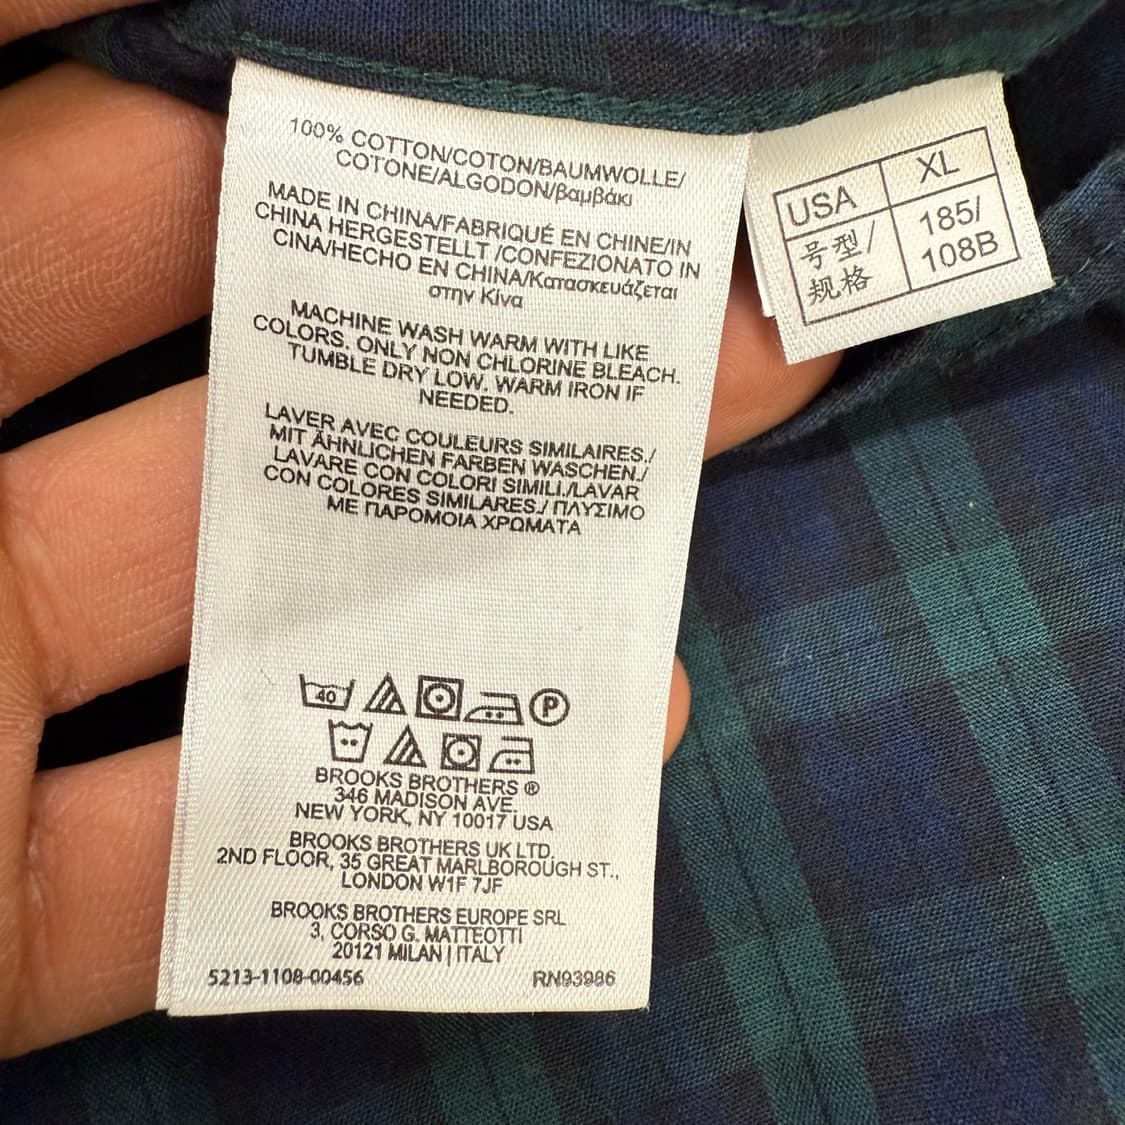 100% COTTON/COTON/BAUMWOLLE/
COTONE/ALGODON/βαμβάκι
MADE IN CHINA/FABRIQUÉ EN CHINE/IN
CHINA HERGESTELLT /CONFEZIONATO IN
CINA/HECHO EN CHINA/Κατασκευάζεται
στην Κίνα
MACHINE WASH WARM WITH LIKE
COLORS. ONLY NON CHLORINE BLEACH.
TUMBLE DRY LOW. WARM IRON IF
NEEDED.
LAVER AVEC COULEURS SIMILAIRES./
MIT ÄHNLICHEN FARBEN WASCHEN./
LAVARE CON COLORI SIMILI./LAVAR
CON COLORES SIMILARES./ ΠΛΥΣΙΜΟ
ΜΕ ΠΑΡΟΜΟΙΑ ΧΡΩΜΑΤΑ
40 P
BROOKS BROTHERS ®
346 MADISON AVE.
NEW YORK, NY 10017 USA
BROOKS BROTHERS UK LTD.
2ND FLOOR, 35 GREAT MARLBOROUGH ST.,
LONDON W1F 7JF
BROOKS BROTHERS EUROPE SRL
3, CORSO G. MATTEOTTI
20121 MILAN | ITALY
5213-1108-00456 RN93986
USA XL
号型/ 185/
规格 108B